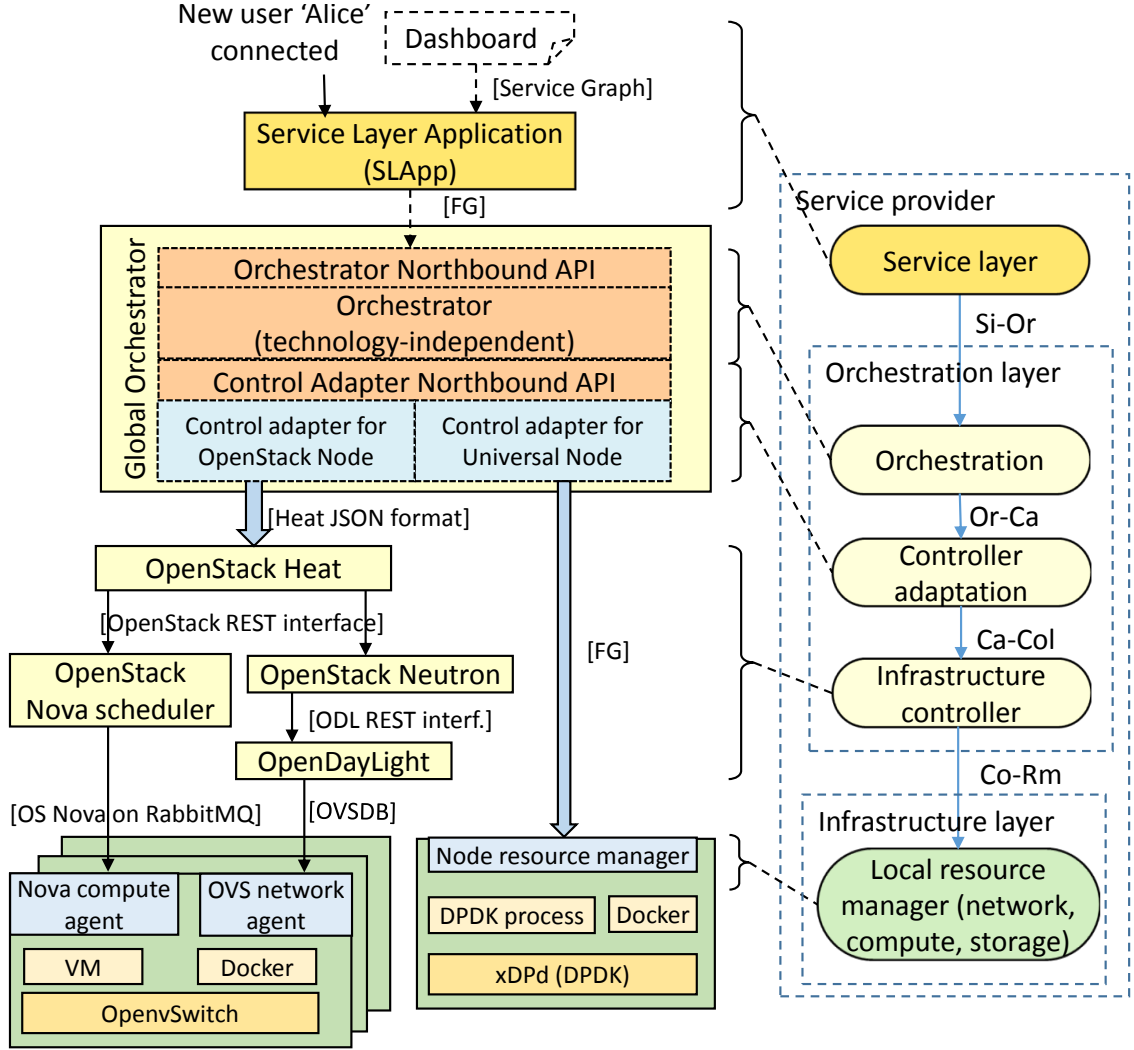 New user ‘Alice’
connected
Dashboard
[Service Graph]
Service Layer Application
(SLApp)
[FG]
Global Orchestrator
Orchestrator Northbound API
Orchestrator
(technology-independent)
Control Adapter Northbound API
Control adapter for
OpenStack Node
Control adapter for
Universal Node
[Heat JSON format]
OpenStack Heat
[OpenStack REST interface]
[FG]
OpenStack
Nova scheduler
OpenStack Neutron
[ODL REST interf.]
OpenDayLight
[OS Nova on RabbitMQ]
[OVSDB]
Nova compute
agent
OVS network
agent
VM
Docker
OpenvSwitch
Node resource manager
DPDK process
Docker
xDPd (DPDK)
Service provider
Service layer
Si-Or
Orchestration layer
Orchestration
Or-Ca
Controller
adaptation
Ca-Col
Infrastructure
controller
Co-Rm
Infrastructure layer
Local resource
manager (network,
compute, storage)